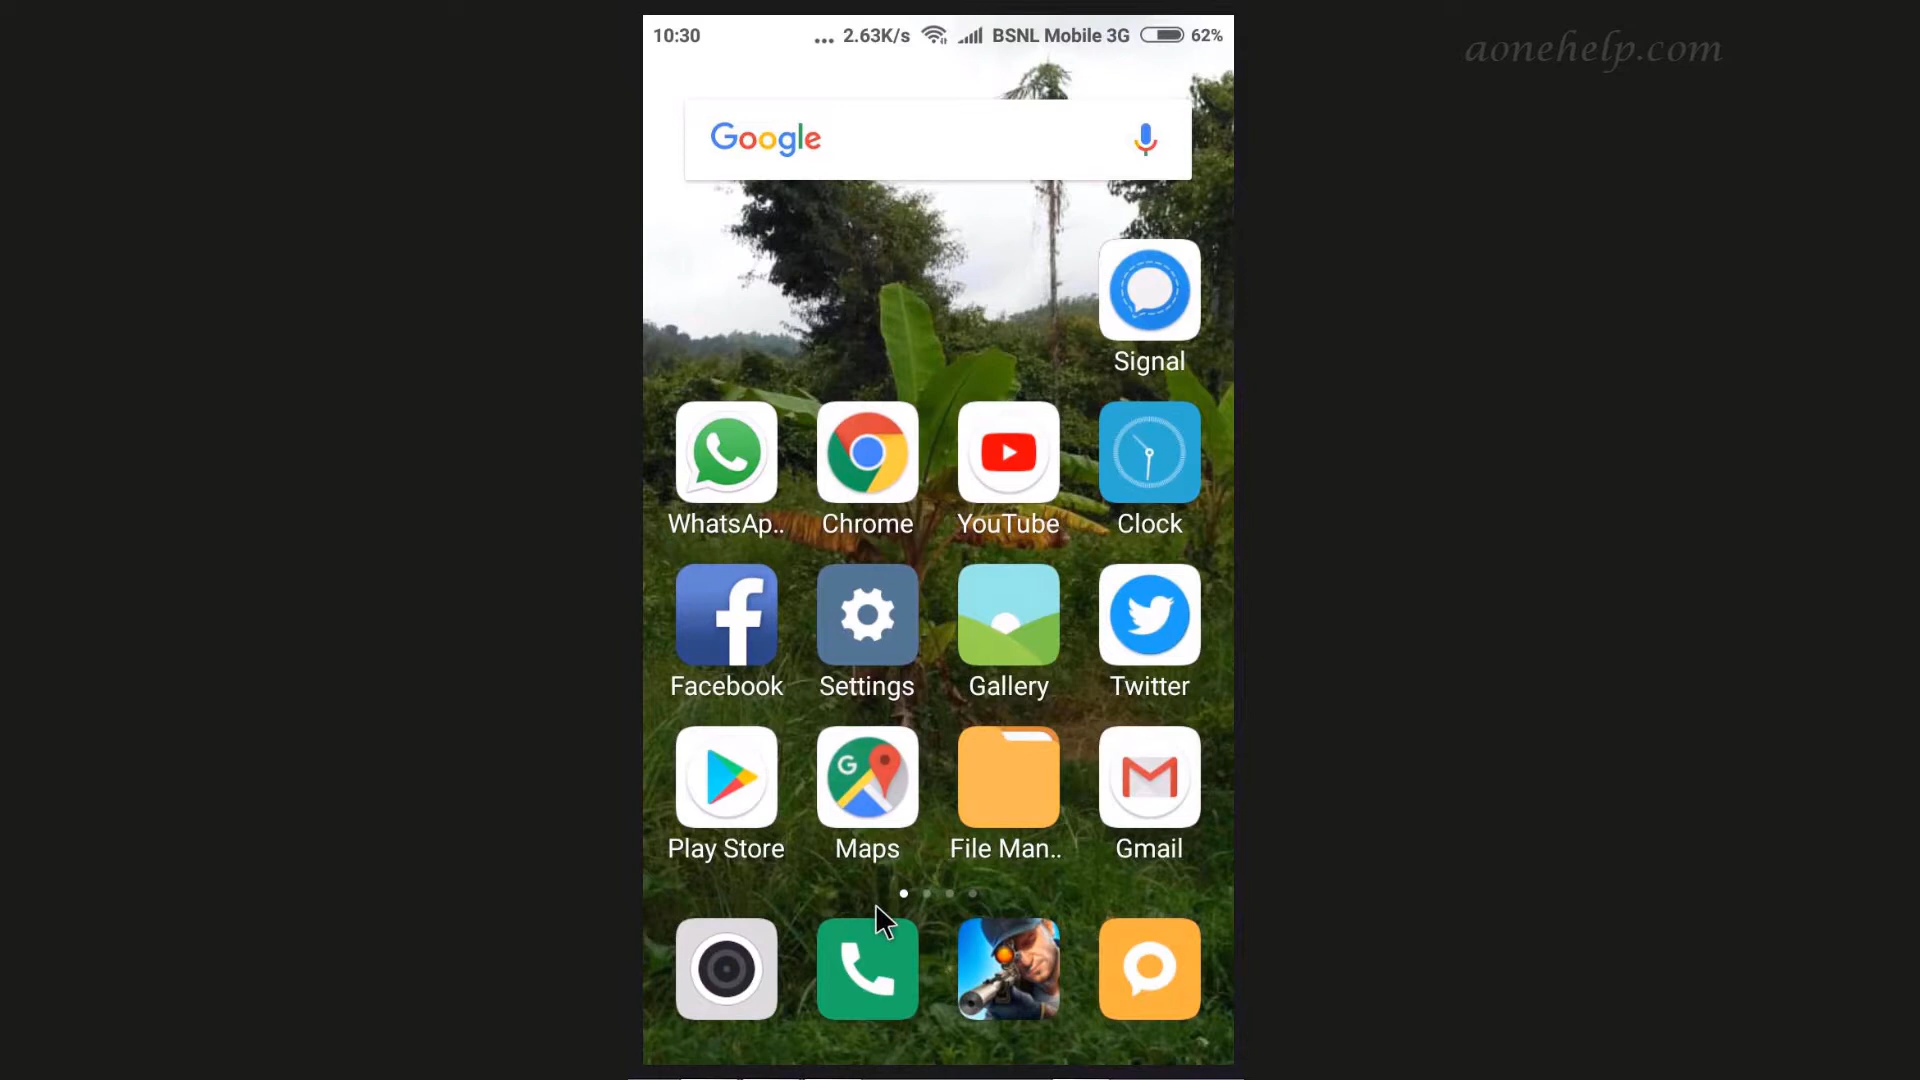 aonehelp.com
10:30 ... 2.63K/s BSNL Mobile 3G 62%
Google
Signal
WhatsAp.. Chrome YouTube Clock
Facebook Settings Gallery Twitter
Play Store Maps File Man.. Gmail